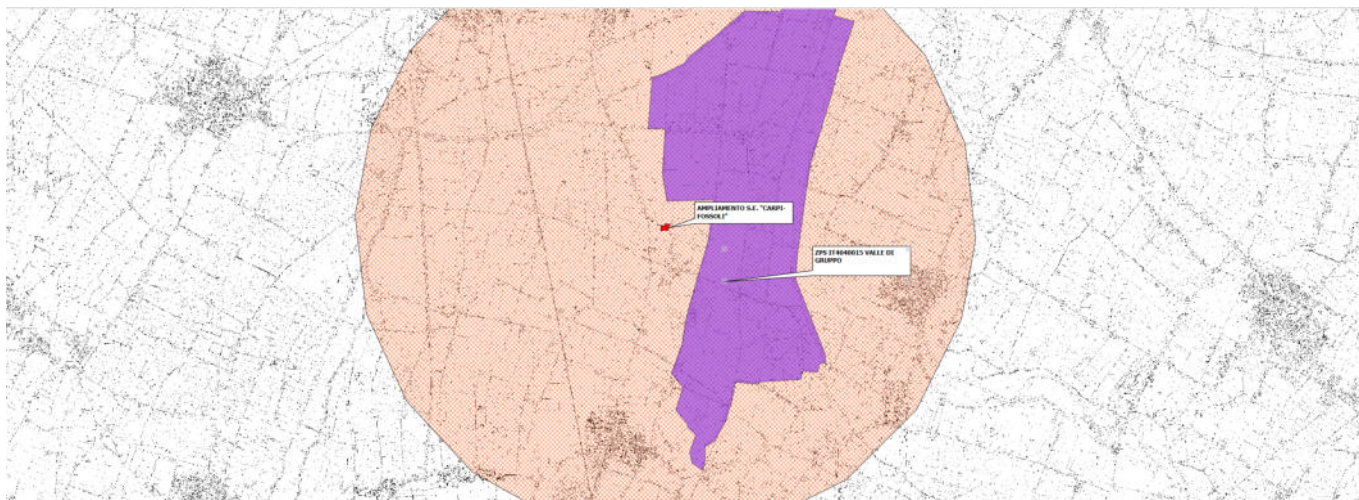 AMPLIAMENTO S.E. "CARPI-
FOSSOLI"
ZPS IT4040015 VALLE DI
GRUPPO